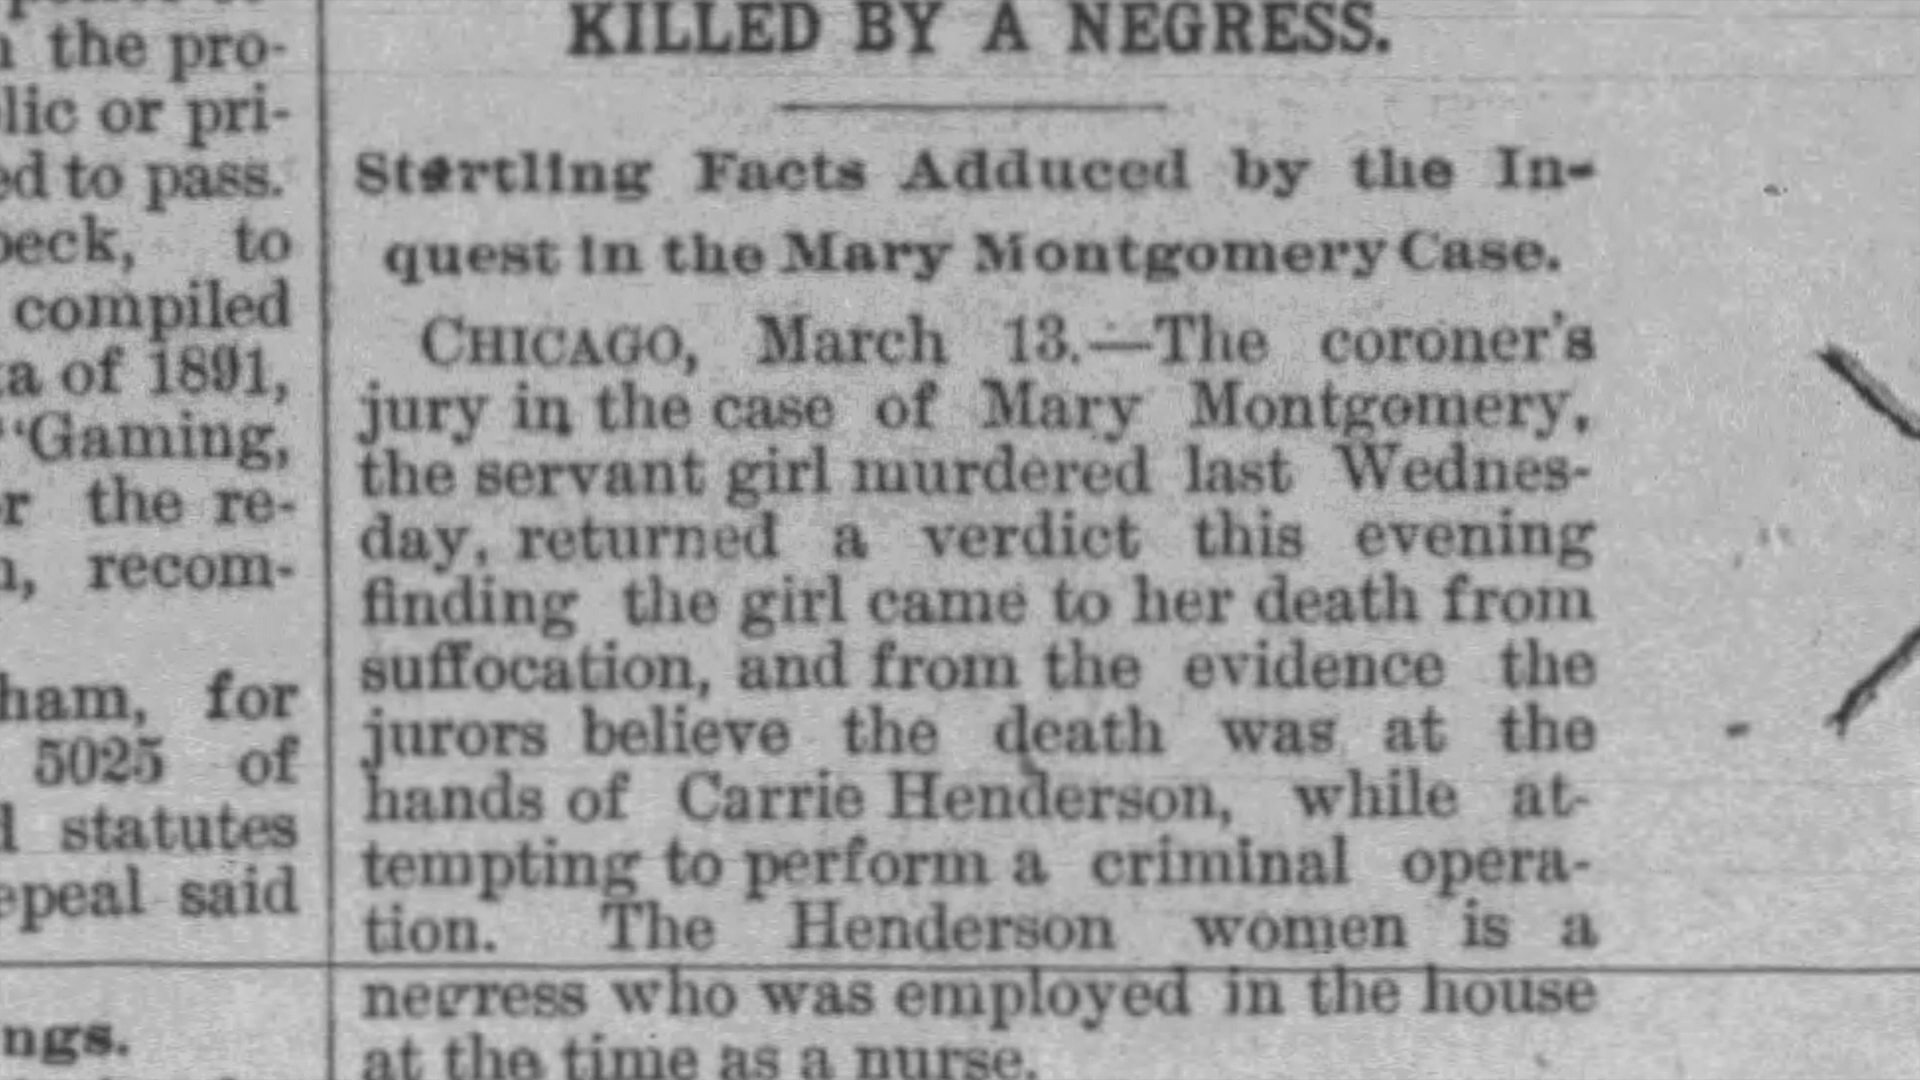 the pro-
lic or pri-
ed to pass.
beck, to
compiled
a of 1891,
"Gaming,
r the re-
n, recom-
ham, for
5025 of
l statutes
epeal said
ngs.
KILLED BY A NEGRESS.
Startling Facts Adduced by the In-
quest in the Mary Montgomery Case.
CHICAGO, March 13.—The coroner's
jury in the case of Mary Montgomery,
the servant girl murdered last Wednes-
day, returned a verdict this evening
finding the girl came to her death from
suffocation, and from the evidence the
jurors believe the death was at the
hands of Carrie Henderson, while at-
tempting to perform a criminal opera-
tion. The Henderson women is a
negress who was employed in the house
at the time as a nurse.